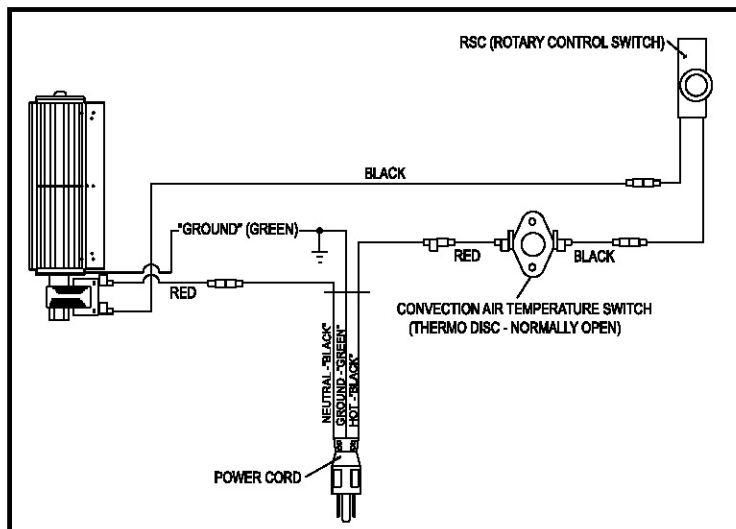 RSC (ROTARY CONTROL SWITCH)
BLACK
"GROUND" (GREEN)
RED
BLACK
RED
CONVECTION AIR TEMPERATURE SWITCH
(THERMO DISC - NORMALLY OPEN)
NEUTRAL -"BLACK"
GROUND -"GREEN"
HOT -"BLACK"
POWER CORD